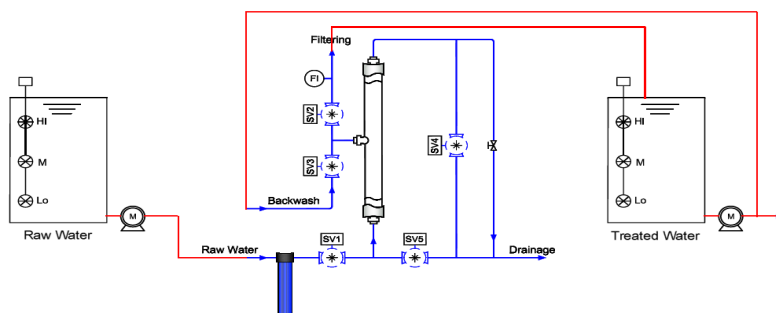 Filtering
FI
HI
SV2
HI
SV4
M
SV3
M
Lo
Backwash
Lo
M
M
Raw Water
Raw Water
SV1
SV5
Drainage
Treated Water